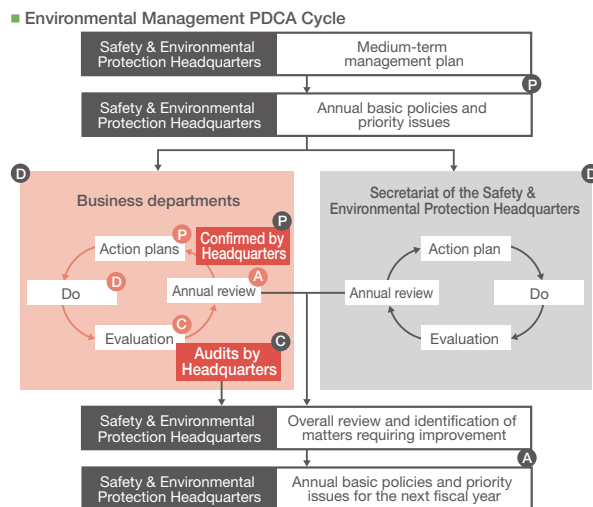 Environmental Management PDCA Cycle
Safety & Environmental
Protection Headquarters
Medium-term
management plan
P
Safety & Environmental
Protection Headquarters
Annual basic policies and
priority issues
D
Business departments
P
Action plans
P
Confirmed by
Headquarters
Do
D
Annual review
A
Evaluation
C
Audits by
Headquarters
C
D
Secretariat of the Safety &
Environmental Protection Headquarters
Action plan
Annual review
Do
Evaluation
Safety & Environmental
Protection Headquarters
Overall review and identification of
matters requiring improvement
A
Safety & Environmental
Protection Headquarters
Annual basic policies and priority
issues for the next fiscal year